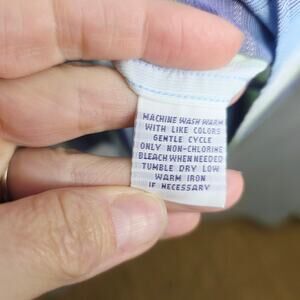 MACHINE WASH WARM
WITH LIKE COLORS
GENTLE CYCLE
ONLY NON-CHLORINE
BLEACH WHEN NEEDED
TUMBLE DRY LOW
WARM IRON
IF NECESSARY